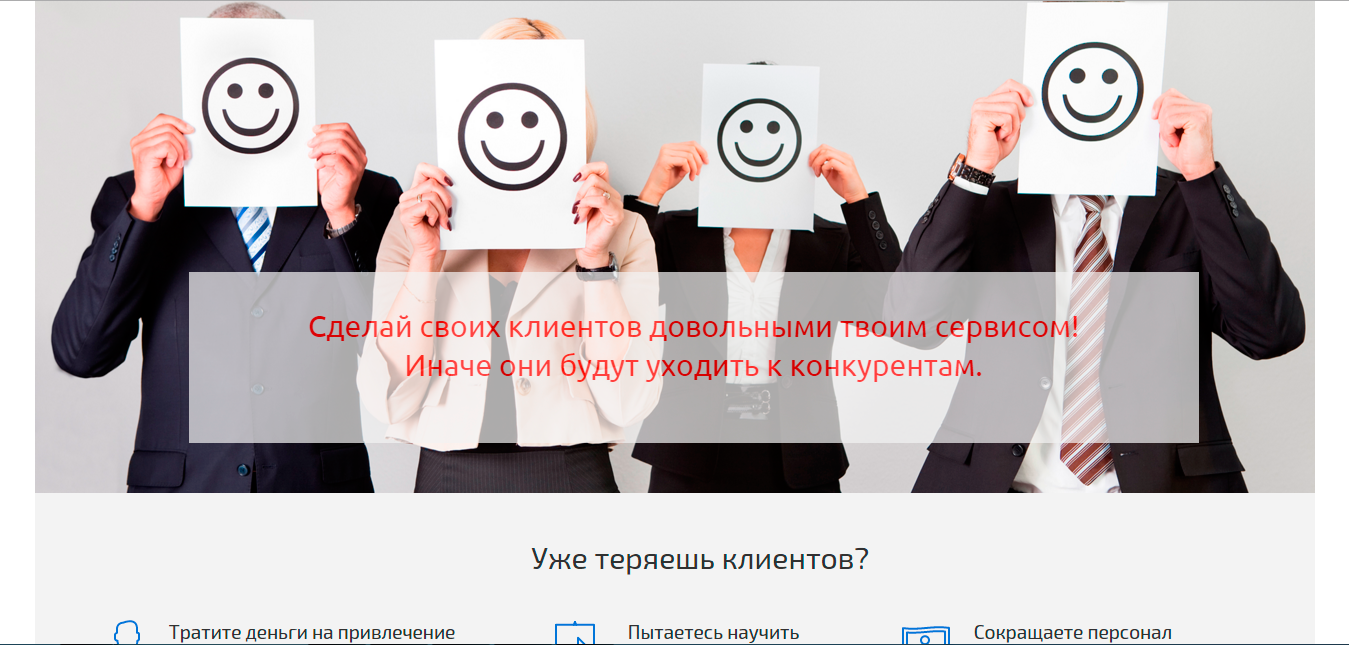 Сделай своих клиентов довольными твоим сервисом!
Иначе они будут уходить к конкурентам.
Уже теряешь клиентов?
Тратите деньги на привлечение
Пытаетесь научить
Сокращаете персонал